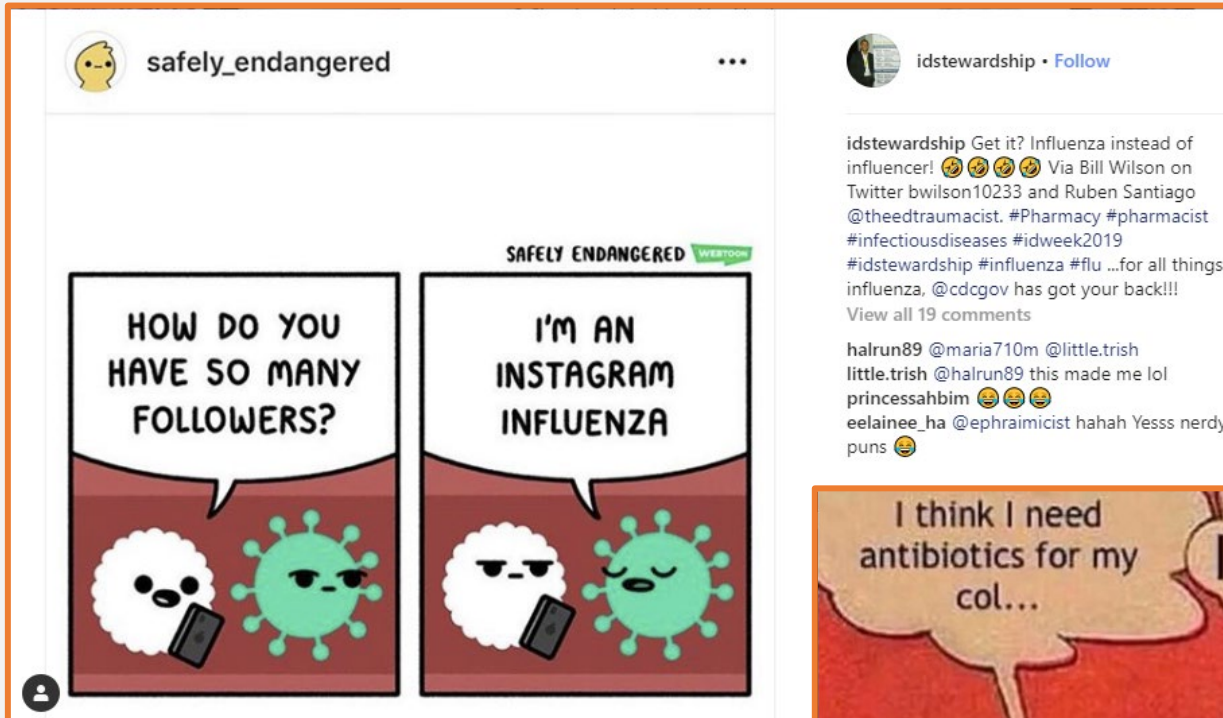 safely_endangered
SAFELY ENDANGERED WEBTOON
HOW DO YOU
HAVE SO MANY
FOLLOWERS?
I'M AN
INSTAGRAM
INFLUENZA
idstewardship • Follow
idstewardship Get it? Influenza instead of
influencer! 🤣🤣🤣🤣 Via Bill Wilson on
Twitter bwilson10233 and Ruben Santiago
@theedtraumacist. #Pharmacy #pharmacist
#infectiousdiseases #idweek2019
#idstewardship #influenza #flu ...for all things
influenza, @cdcgov has got your back!!!
View all 19 comments
halrun89 @maria710m @little.trish
little.trish @halrun89 this made me lol
princessahbim 😂😂😂
eelainee_ha @ephraimicist hahah Yesss nerdy
puns 😂
I think I need
antibiotics for my
col...